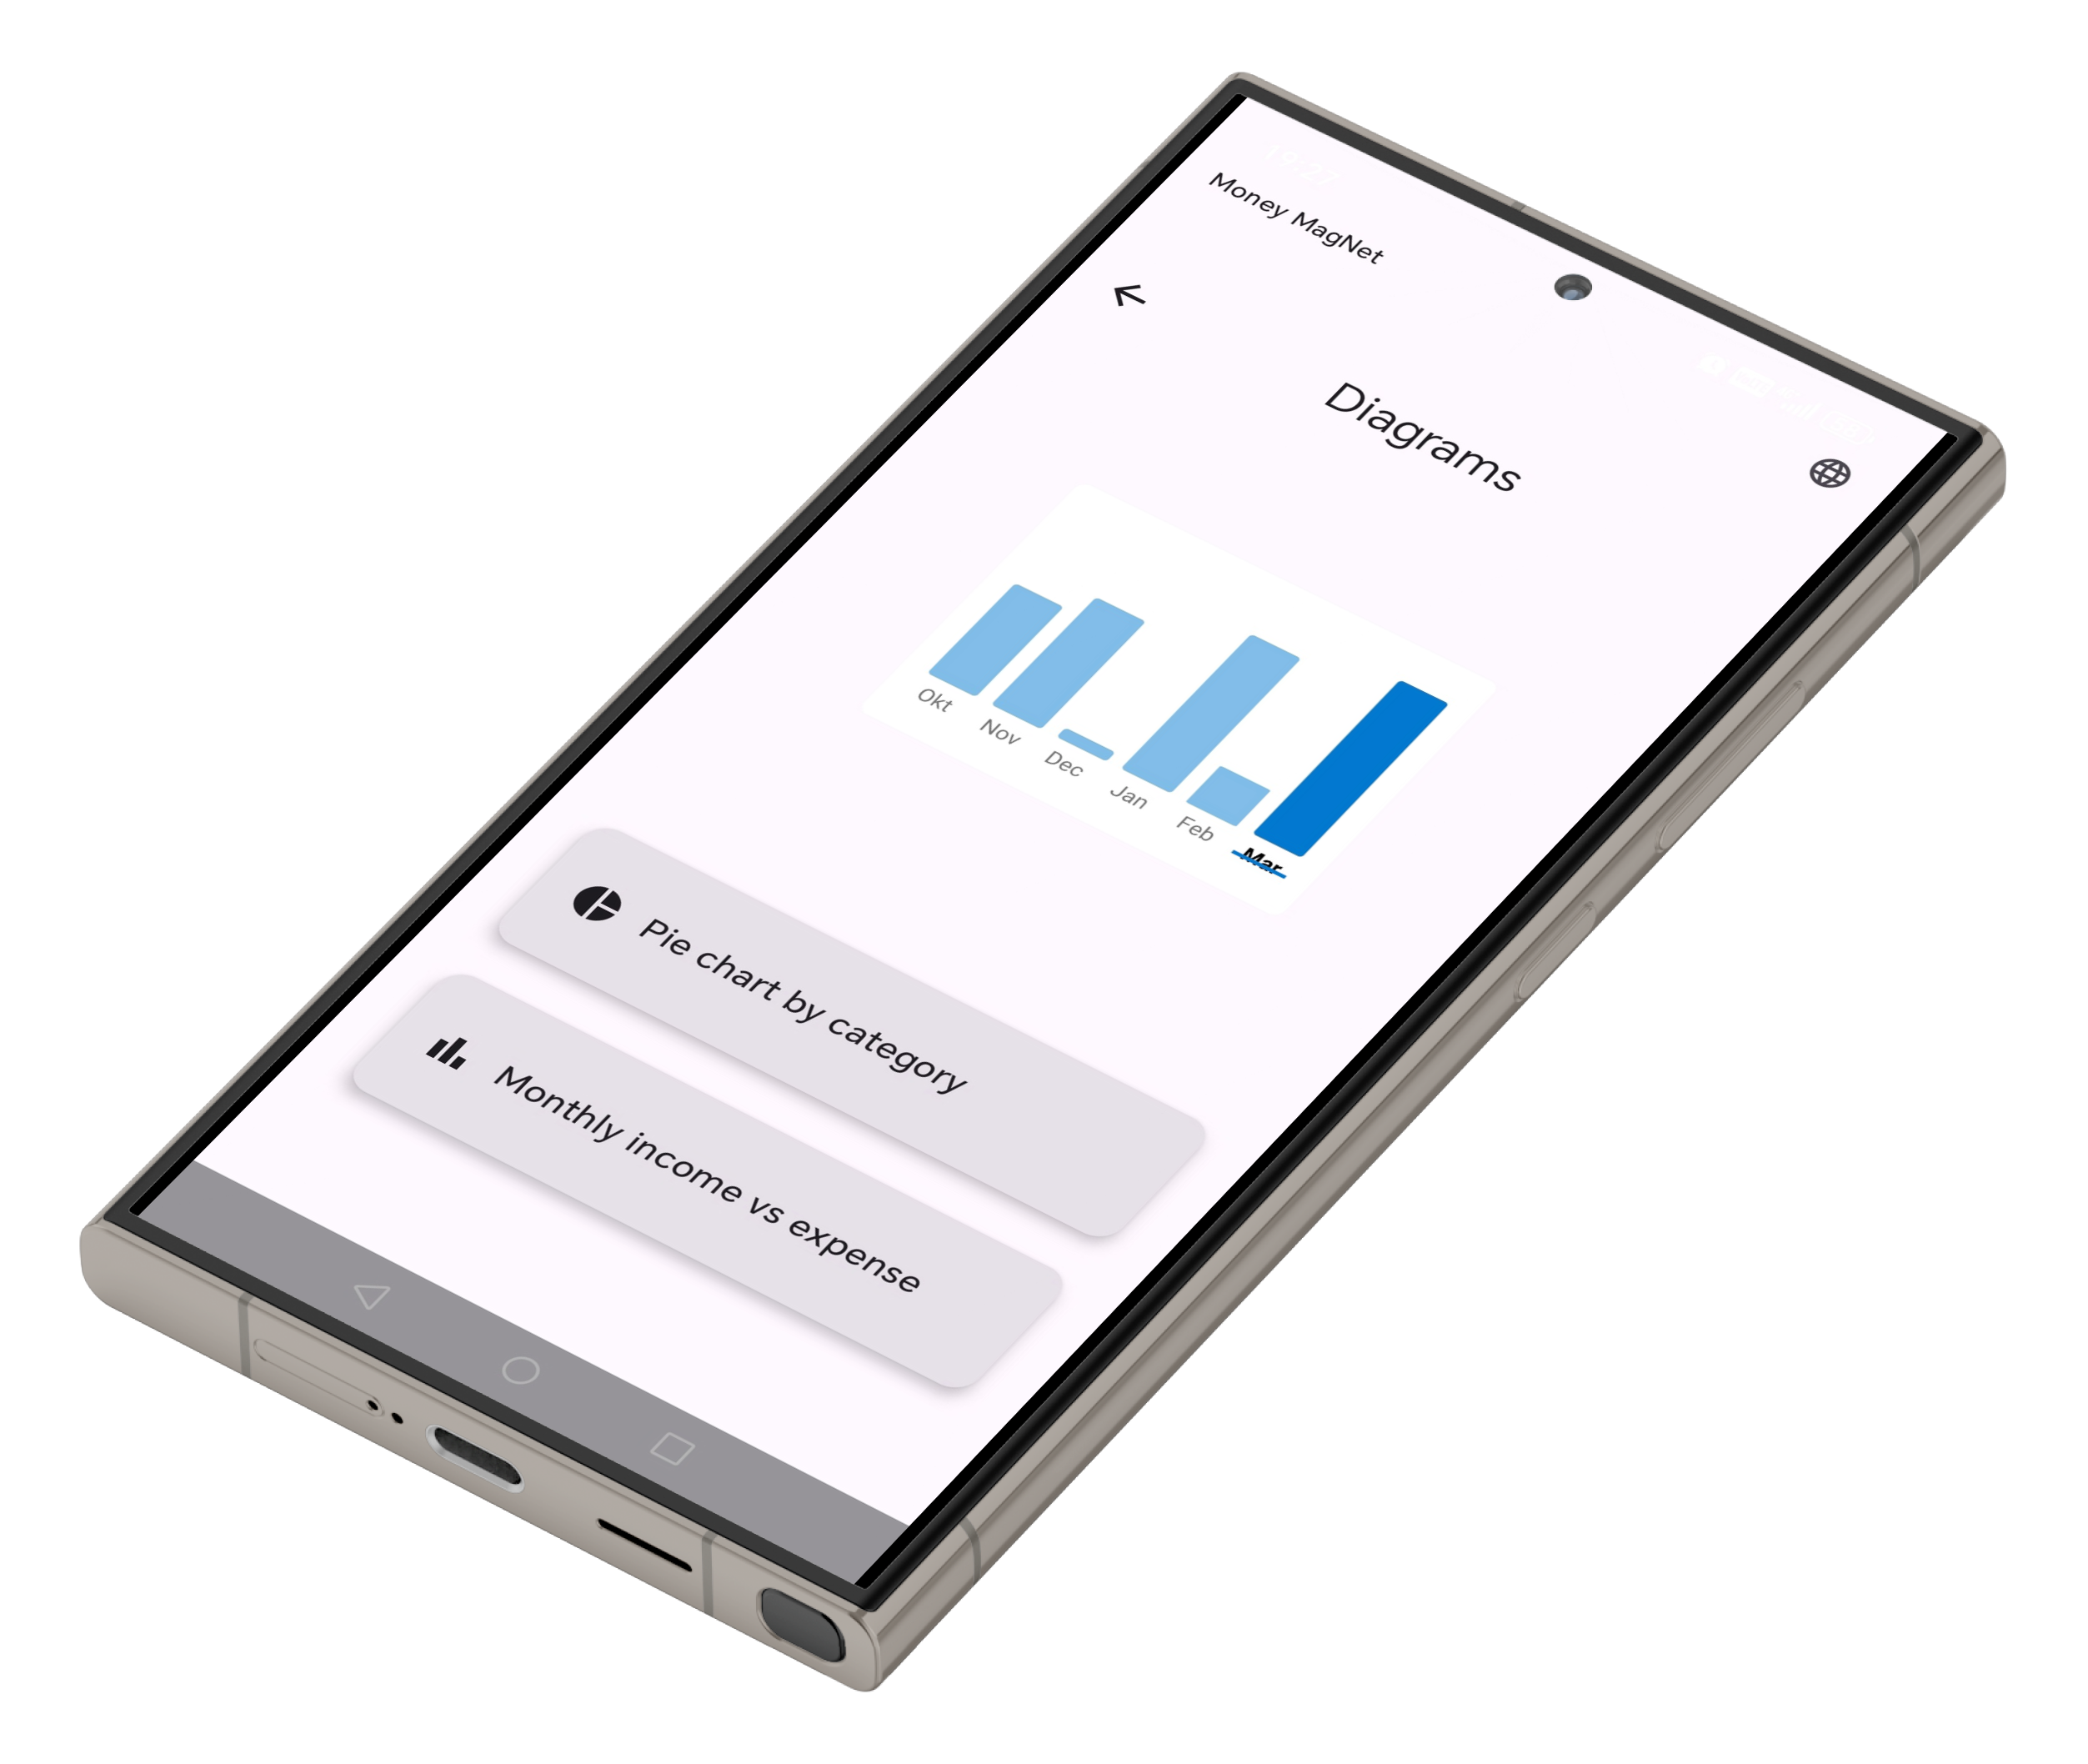 Money MagNet
Diagrams
Okt
Nov
Dec
Jan
Feb
Mar
Pie chart by category
Monthly income vs expense